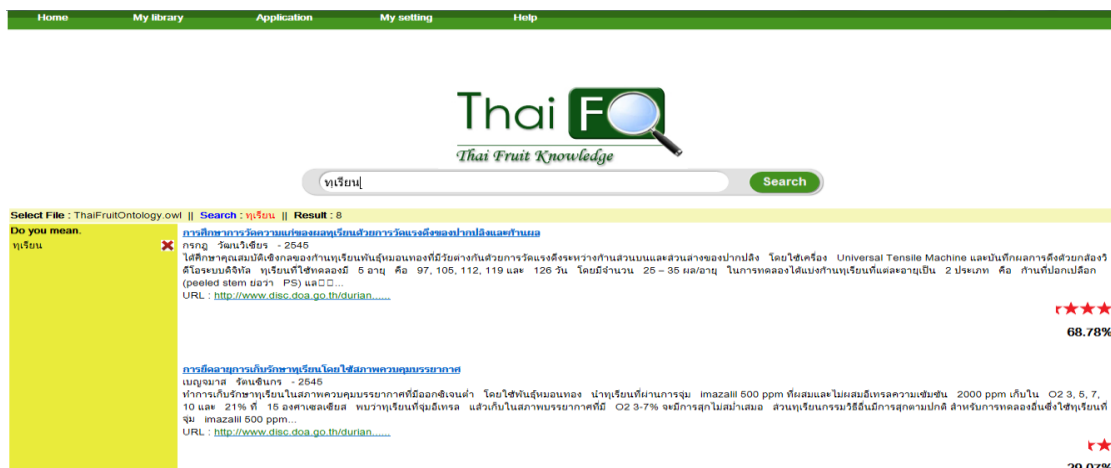 Home My library Application My setting Help
Thai F
Thai Fruit Knowledge
ทุเรียน Search
Select File : ThaiFruitOntology.owl || Search : ทุเรียน || Result : 8
Do you mean.
ทุเรียน
การศึกษาการวัดความแก่ของผลทุเรียนด้วยการวัดแรงดึงของปากปลิงและก้านผล
กรกฎ วัฒนวิเชียร - 2545
ได้ศึกษาคุณสมบัติเชิงกลของก้านทุเรียนพันธุ์หมอนทองที่มีวัยต่างกันด้วยการวัดแรงดึงระหว่างก้านส่วนบนและส่วนล่างของปากปลิง โดยใช้เครื่อง Universal Tensile Machine และบันทึกผลการดึงด้วยกล้องวิ
ดีโอระบบดิจิทัล ทุเรียนที่ใช้ทดลองมี 5 อายุ คือ 97, 105, 112, 119 และ 126 วัน โดยมีจำนวน 25 – 35 ผล/อายุ ในการทดลองได้แบ่งก้านทุเรียนที่แต่ละอายุเป็น 2 ประเภท คือ ก้านที่ปอกเปลือก
(peeled stem ย่อว่า PS) แล□□...
URL : http://www.disc.doa.go.th/durian......
68.78%
การยืดอายุการเก็บรักษาทุเรียนโดยใช้สภาพควบคุมบรรยากาศ
เบญจมาส รัตนชินกร - 2546
ทำการเก็บรักษาทุเรียนในสภาพควบคุมบรรยากาศที่มีออกซิเจนต่ำ โดยใช้พันธุ์หมอนทอง นำทุเรียนที่ผ่านการจุ่ม imazalil 500 ppm ที่ผสมและไม่ผสมอีเทรลความเข้มข้น 2000 ppm เก็บใน O2 3, 5, 7,
10 และ 21% ที่ 15 องศาเซลเซียส พบว่าทุเรียนที่จุ่มอีเทรล แล้วเก็บในสภาพบรรยากาศที่มี O2 3-7% จะมีการสุกไม่สม่ำเสมอ ส่วนทุเรียนกรรมวิธีอื่นมีการสุกตามปกติ สำหรับการทดลองอื่นซึ่งใช้ทุเรียนที่
จุ่ม imazalil 500 ppm...
URL : http://www.disc.doa.go.th/durian......
29.03%